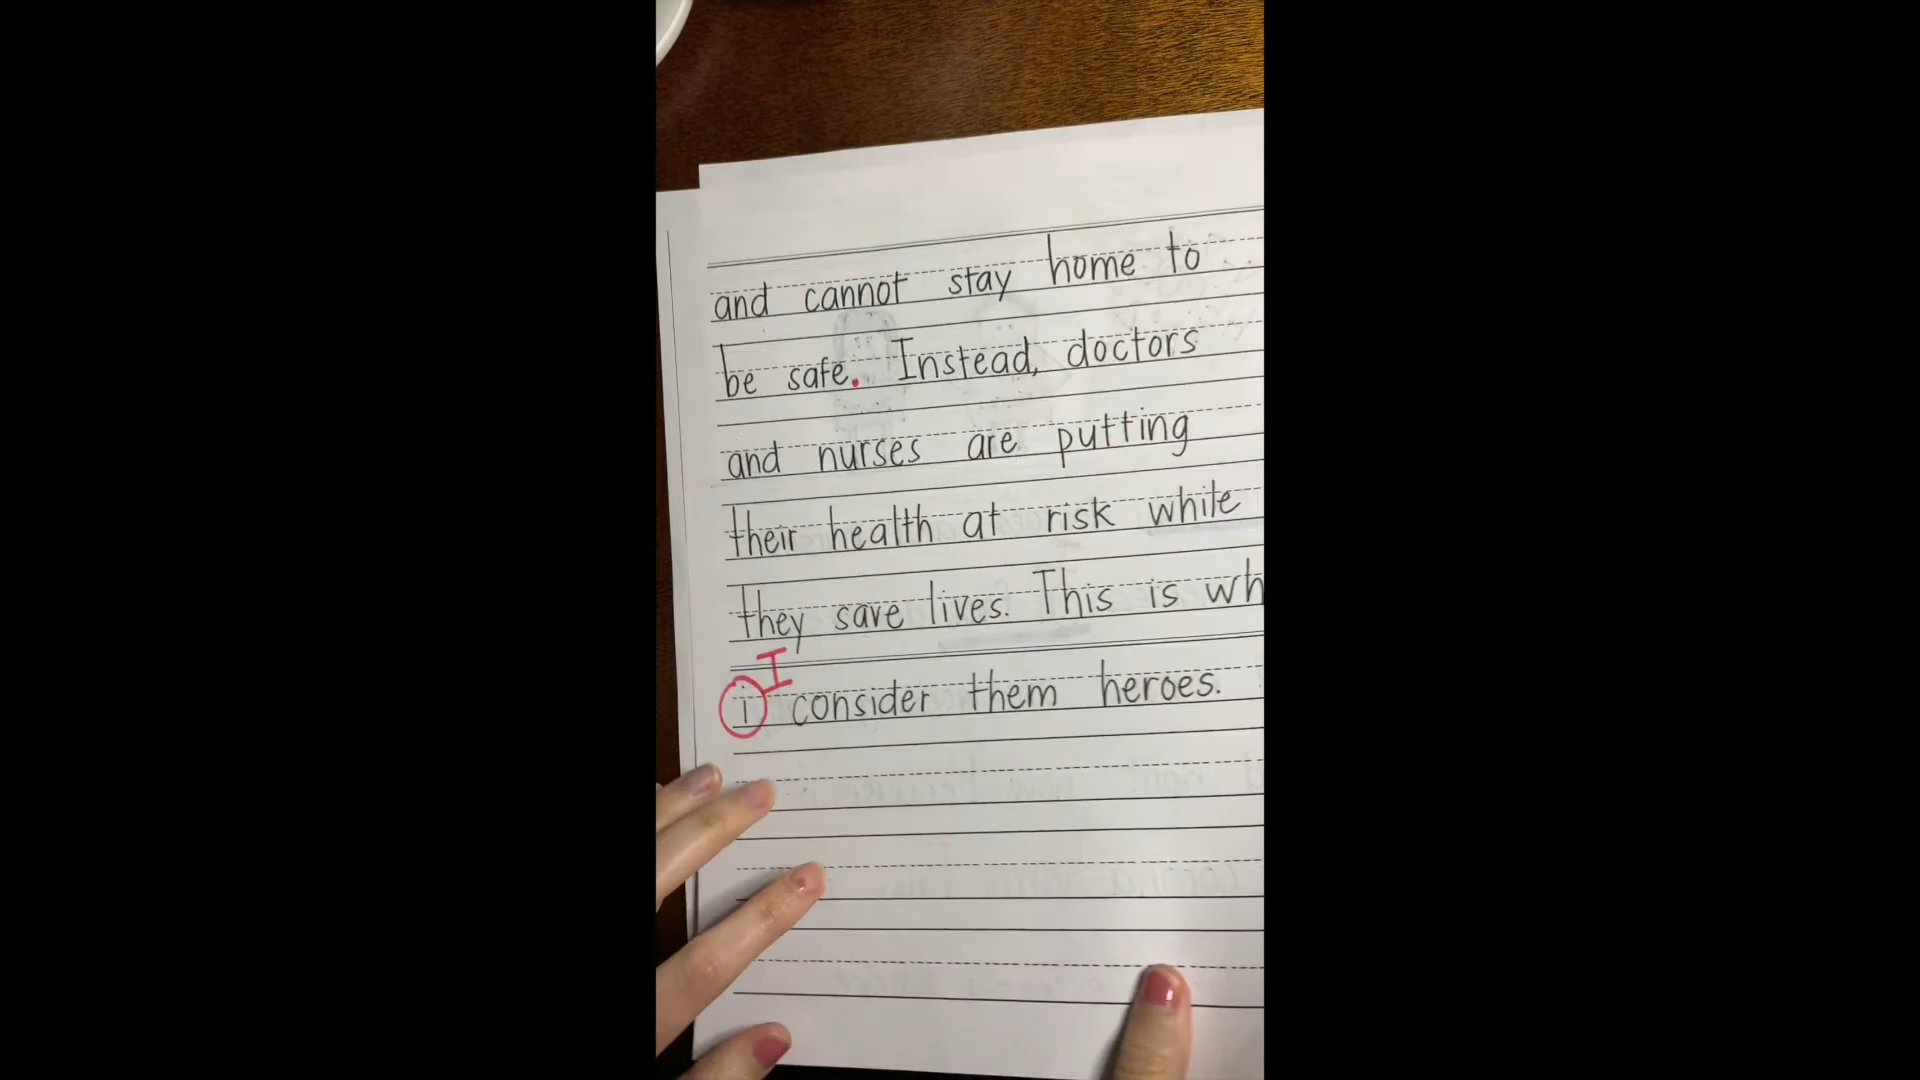 and cannot stay home to
be safe. Instead, doctors
and nurses are putting
their health at risk while
they save lives. This is wh
I
i consider them heroes.